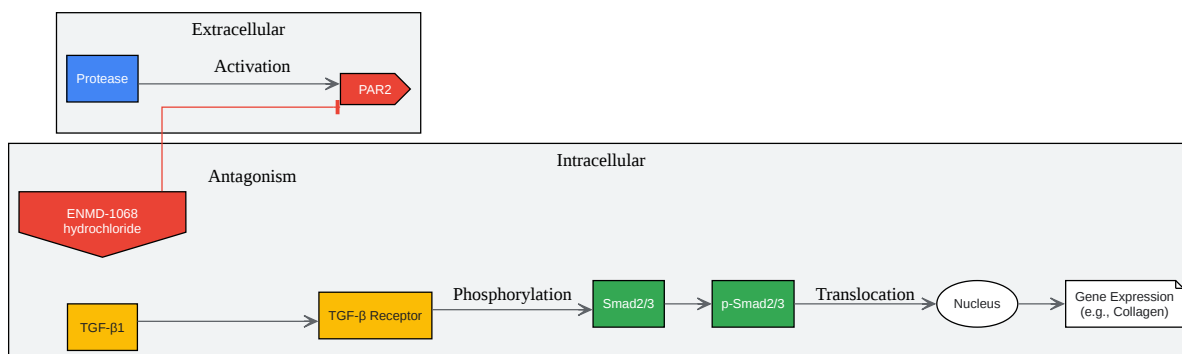 Extracellular
Protease
Activation
PAR2
Intracellular
Antagonism
ENMD-1068
hydrochloride
TGF-β1
TGF-β Receptor
Phosphorylation
Smad2/3
p-Smad2/3
Translocation
Nucleus
Gene Expression
(e.g., Collagen)